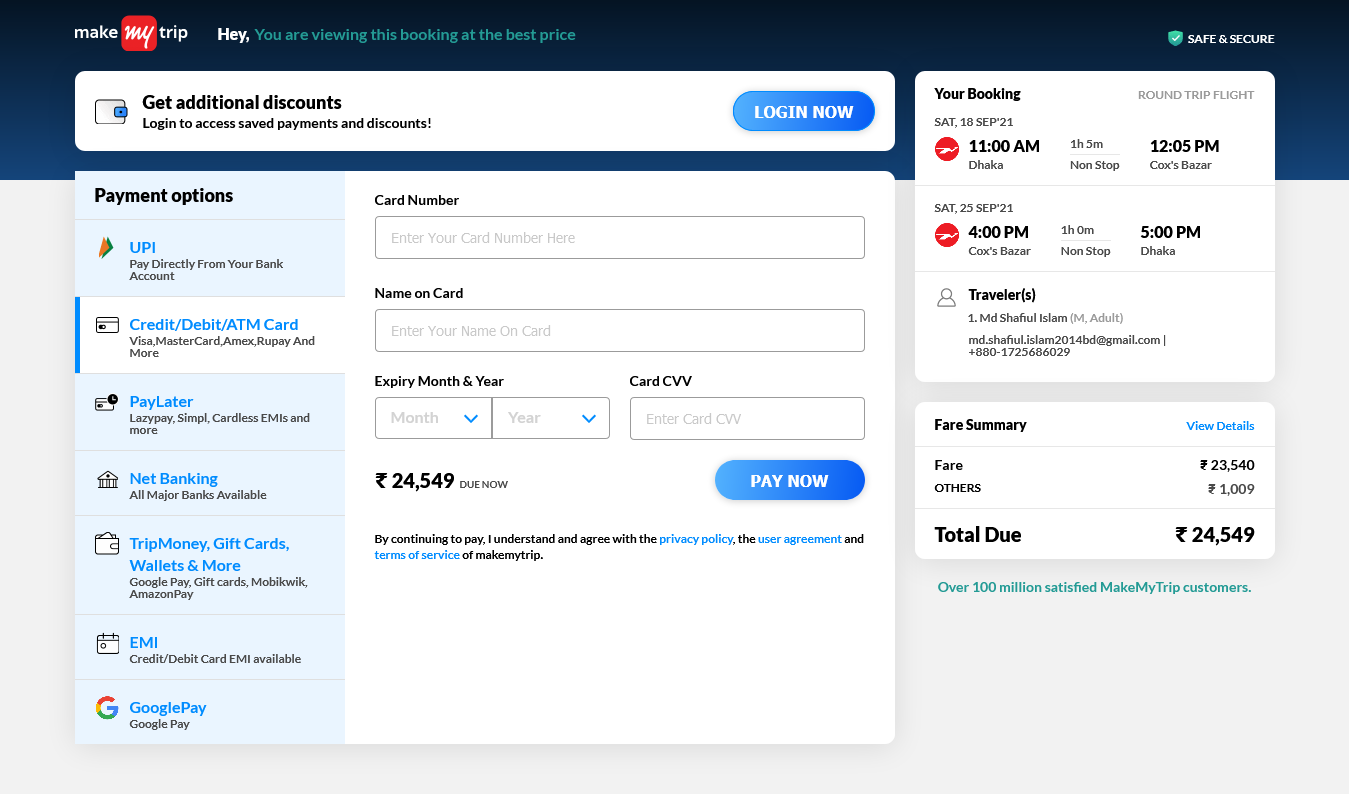 make my trip
Hey, You are viewing this booking at the best price
SAFE & SECURE
Get additional discounts
Login to access saved payments and discounts!
LOGIN NOW
Payment options
UPI
Pay Directly From Your Bank
Account
Credit/Debit/ATM Card
Visa,MasterCard,Amex,Rupay And
More
PayLater
Lazypay, Simpl, Cardless EMIs and
more
Net Banking
All Major Banks Available
TripMoney, Gift Cards,
Wallets & More
Google Pay, Gift cards, Mobikwik,
AmazonPay
EMI
Credit/Debit Card EMI available
GooglePay
Google Pay
Card Number
Enter Your Card Number Here
Name on Card
Enter Your Name On Card
Expiry Month & Year
Card CVV
Month
Year
Enter Card CVV
₹ 24,549 DUE NOW
PAY NOW
By continuing to pay, I understand and agree with the privacy policy, the user agreement and
terms of service of makemytrip.
Your Booking
ROUND TRIP FLIGHT
SAT, 18 SEP'21
11:00 AM
1h 5m
12:05 PM
Dhaka
Non Stop
Cox's Bazar
SAT, 25 SEP'21
4:00 PM
1h 0m
5:00 PM
Cox's Bazar
Non Stop
Dhaka
Traveler(s)
1. Md Shafiul Islam (M, Adult)
md.shafiul.islam2014bd@gmail.com |
+880-1725686029
Fare Summary
View Details
Fare
₹ 23,540
OTHERS
₹ 1,009
Total Due
₹ 24,549
Over 100 million satisfied MakeMyTrip customers.